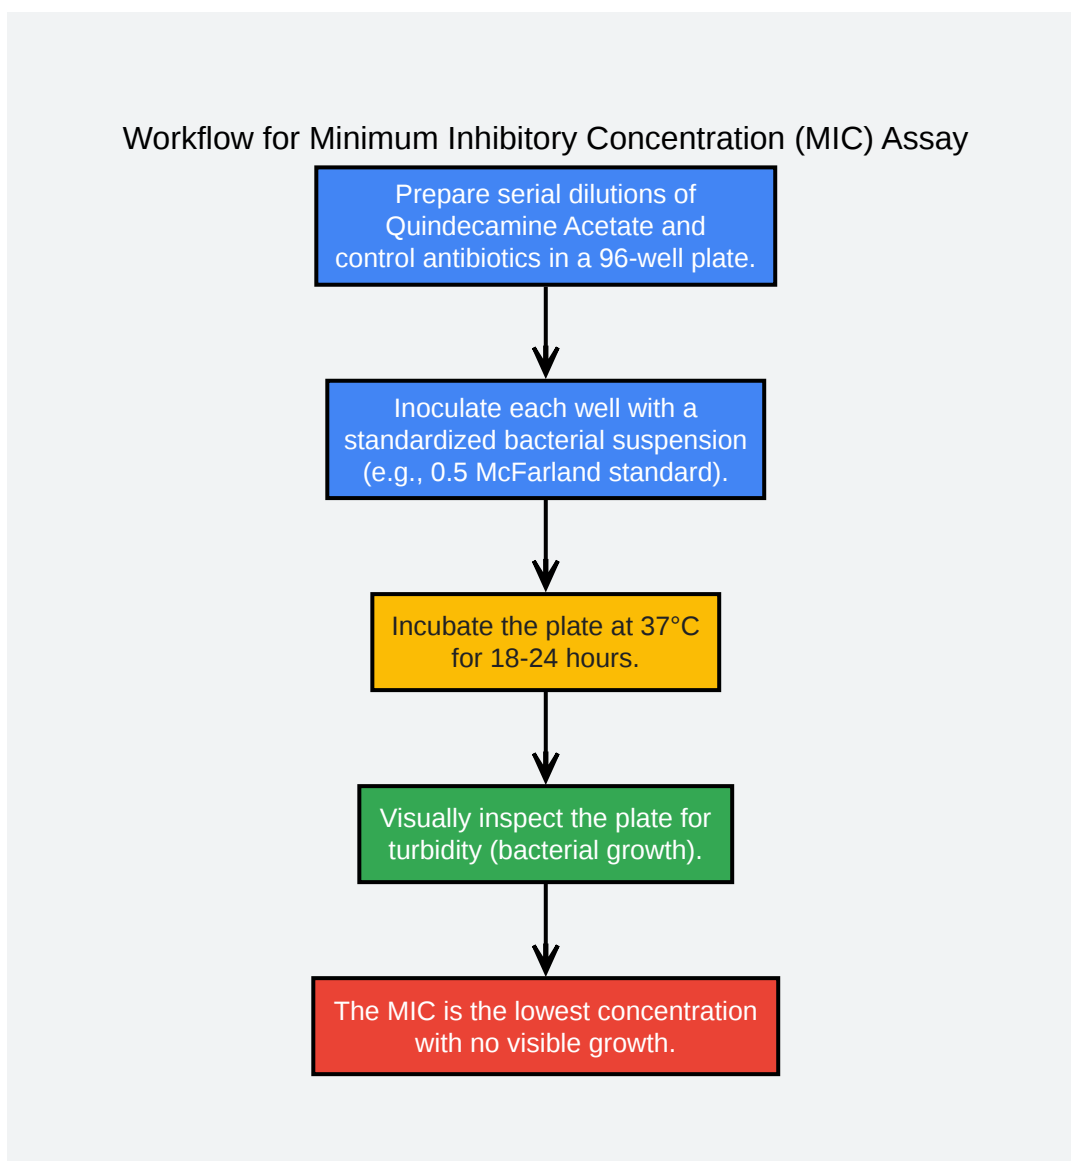 Workflow for Minimum Inhibitory Concentration (MIC) Assay
Prepare serial dilutions of
Quindecamine Acetate and
control antibiotics in a 96-well plate.
Inoculate each well with a
standardized bacterial suspension
(e.g., 0.5 McFarland standard).
Incubate the plate at 37°C
for 18-24 hours.
Visually inspect the plate for
turbidity (bacterial growth).
The MIC is the lowest concentration
with no visible growth.